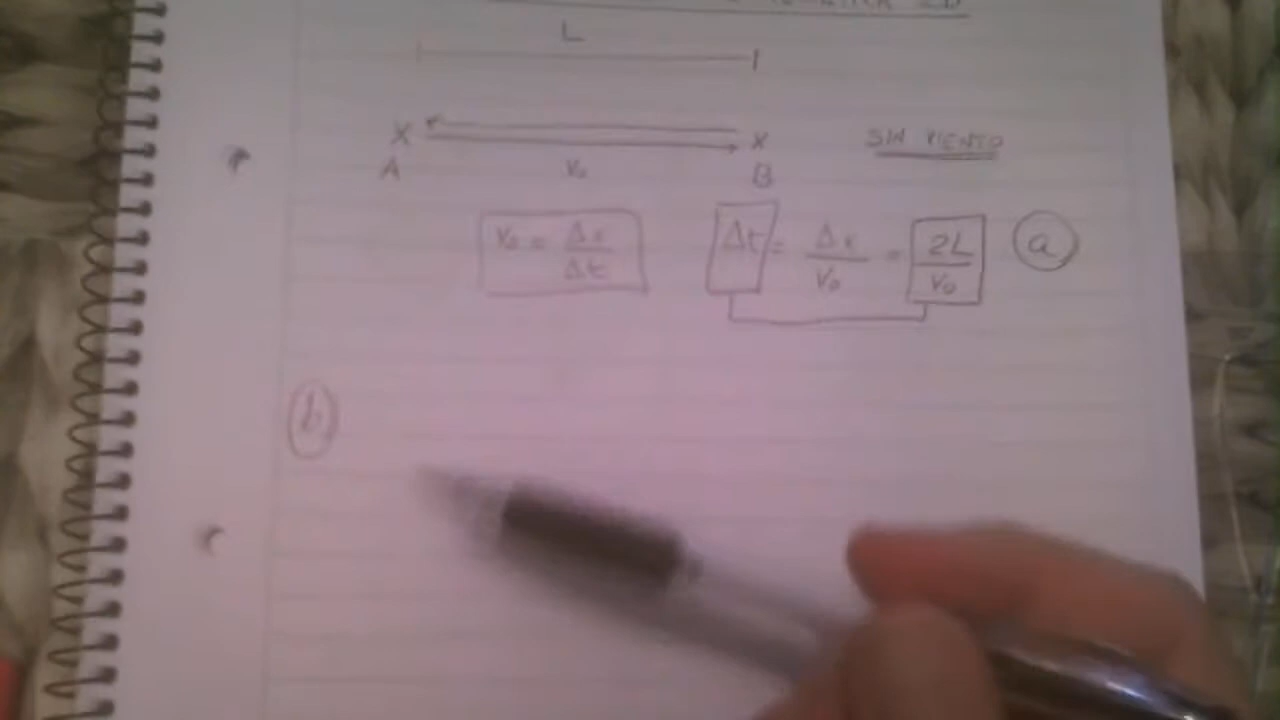 L
A V₀ B SIN VIENTO
V₀ = Δx/Δt Δt = Δx/V₀ = 2L/V₀ a
b)